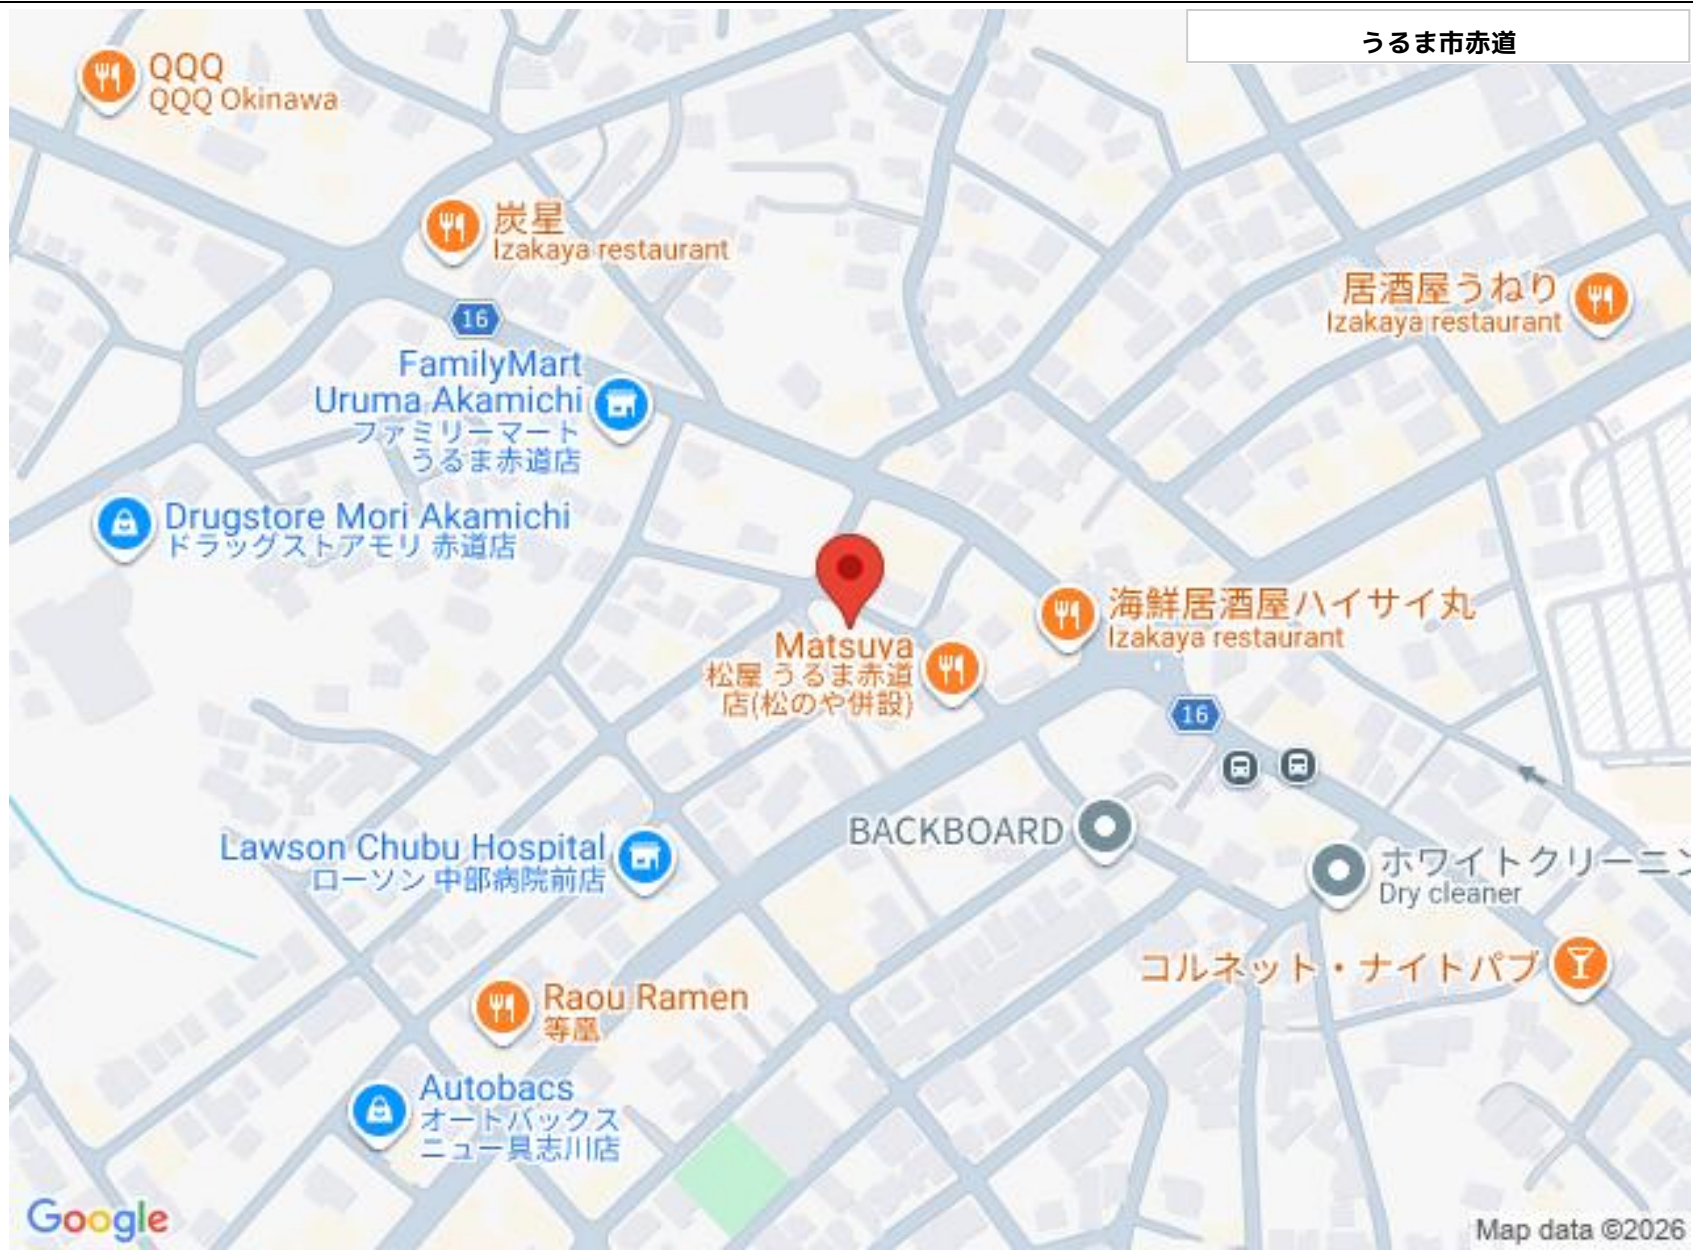 うるま市赤道
QQQ
QQQ Okinawa
炭星
Izakaya restaurant
居酒屋うねり
Izakaya restaurant
16
FamilyMart
Uruma Akamichi
ファミリーマート
うるま赤道店
Drugstore Mori Akamichi
ドラッグストアモリ 赤道店
海鮮居酒屋ハイサイ丸
Izakaya restaurant
Matsuya
松屋 うるま赤道
店(松のや併設)
16
BACKBOARD
Lawson Chubu Hospital
ローソン 中部病院前店
ホワイトクリーニン
Dry cleaner
コルネット・ナイトパブ
Raou Ramen
等凰
Autobacs
オートバックス
ニュー具志川店
Google
Map data ©2026